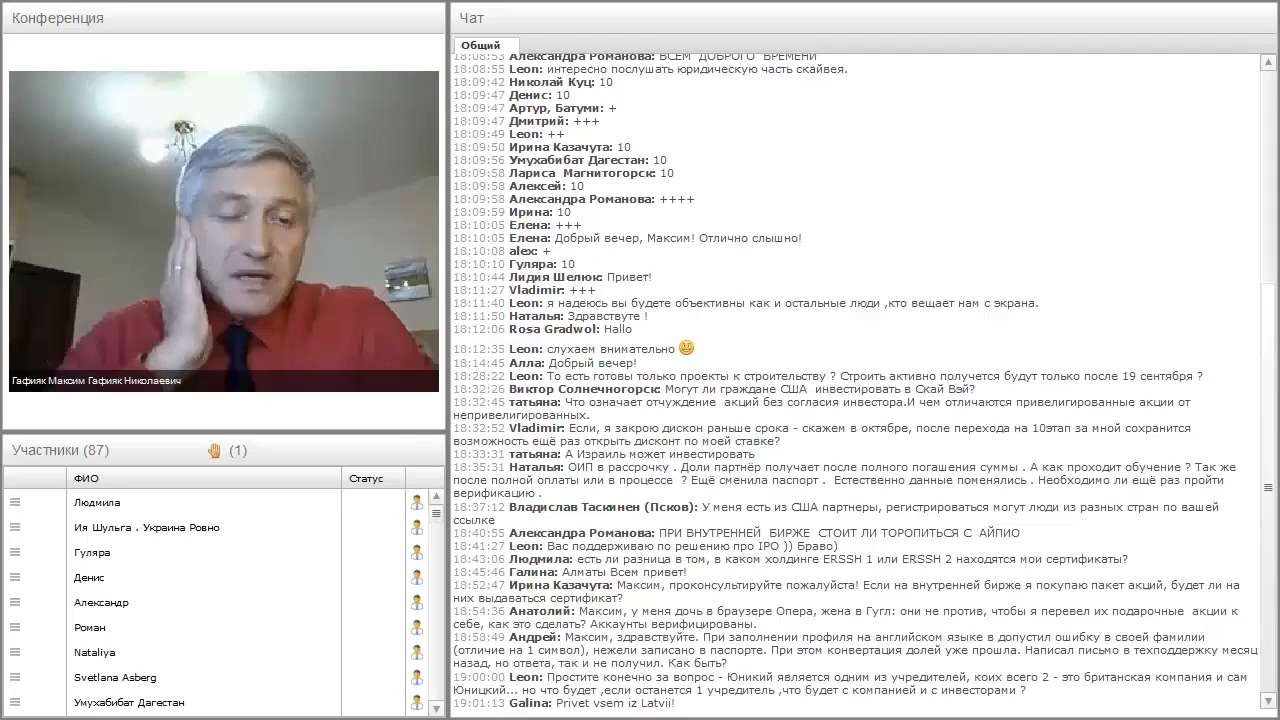 Конференция
Гафияк Максим Гафияк Николаевич
Участники (87)
(1)
ФИО
Статус
Людмила
Ия Шульга . Украина Ровно
Гуляра
Денис
Александр
Роман
Nataliya
Svetlana Asberg
Умухабибат Дагестан
Чат
Общий
18:08:53 Александра Романова: ВСЕМ ДОБРОГО ВРЕМЕНИ
18:08:55 Leon: интересно послушать юридическую часть скайвея.
18:09:42 Николай Куц: 10
18:09:47 Денис: 10
18:09:47 Артур, Батуми: +
18:09:47 Дмитрий: +++
18:09:49 Leon: ++
18:09:50 Ирина Казачута: 10
18:09:56 Умухабибат Дагестан: 10
18:09:58 Лариса Магнитогорск: 10
18:09:58 Алексей: 10
18:09:58 Александра Романова: ++++
18:09:59 Ирина: 10
18:10:05 Елена: +++
18:10:05 Елена: Добрый вечер, Максим! Отлично слышно!
18:10:08 alex: +
18:10:10 Гуляра: 10
18:10:44 Лидия Шелюк: Привет!
18:11:27 Vladimir: +++
18:11:40 Leon: я надеюсь вы будете объективны как и остальные люди ,кто вещает нам с экрана.
18:11:50 Наталья: Здравствуте !
18:12:06 Rosa Gradwol: Hallo
18:12:35 Leon: слухаем внимательно
18:14:45 Алла: Добрый вечер!
18:28:22 Leon: То есть готовы только проекты к строительству ? Строить активно получется будут только после 19 сентября ?
18:32:26 Виктор Солнечногорск: Могут ли граждане США инвестировать в Скай Вэй?
18:32:45 татьяна: Что означает отчуждение акций без согласия инвестора.И чем отличаются привелигированные акции от
непривелигированных.
18:32:52 Vladimir: Если, я закрою дискон раньше срока - скажем в октябре, после перехода на 10этап за мной сохранится
возможность ещё раз открыть дисконт по моей ставке?
18:33:31 татьяна: А Израиль может инвестировать
18:35:31 Наталья: ОИП в рассрочку . Доли партнёр получает после полного погашения суммы . А как проходит обучение ? Так же
после полной оплаты или в процессе ? Ещё сменила паспорт . Естественно данные поменялись . Необходимо ли ещё раз пройти
верификацию .
18:37:12 Владислав Таскинен (Псков): У меня есть из США партнеры, регистрироваться могут люди из разных стран по вашей
ссылке
18:40:55 Александра Романова: ПРИ ВНУТРЕННЕЙ БИРЖЕ СТОИТ ЛИ ТОРОПИТЬСЯ С АЙПИО
18:41:27 Leon: Вас поддерживаю по решению про IPO )) Браво)
18:43:06 Людмила: есть ли разница в том, в каком холдинге ERSSH 1 или ERSSH 2 находятся мои сертификаты?
18:45:46 Галина: Алматы Всем привет!
18:52:47 Ирина Казачута: Максим, проконсультируйте пожалуйста! Если на внутренней бирже я покупаю пакет акций, будет ли на
них выдаваться сертификат?
18:54:36 Анатолий: Максим, у меня дочь в браузере Опера, жена в Гугл: они не против, чтобы я перевел их подарочные акции к
себе, как это сделать? Аккаунты верифицированы.
18:58:49 Андрей: Максим, здравствуйте. При заполнении профиля на английском языке в допустил ошибку в своей фамилии
(отличие на 1 символ), нежели записано в пспорте. При этом конвертация долей уже прошла. Написал письмо в техподдержку месяц
назад, но ответа, так и не получил. Как быть?
19:00:00 Leon: Простите конечно за вопрос - Юникий является одним из учредителей, коих всего 2 - это британская компания и сам
Юницкий... но что будет ,если останется 1 учредитель ,что будет с компанией и с инвесторами ?
19:01:13 Galina: Privet vsem iz Latvii!